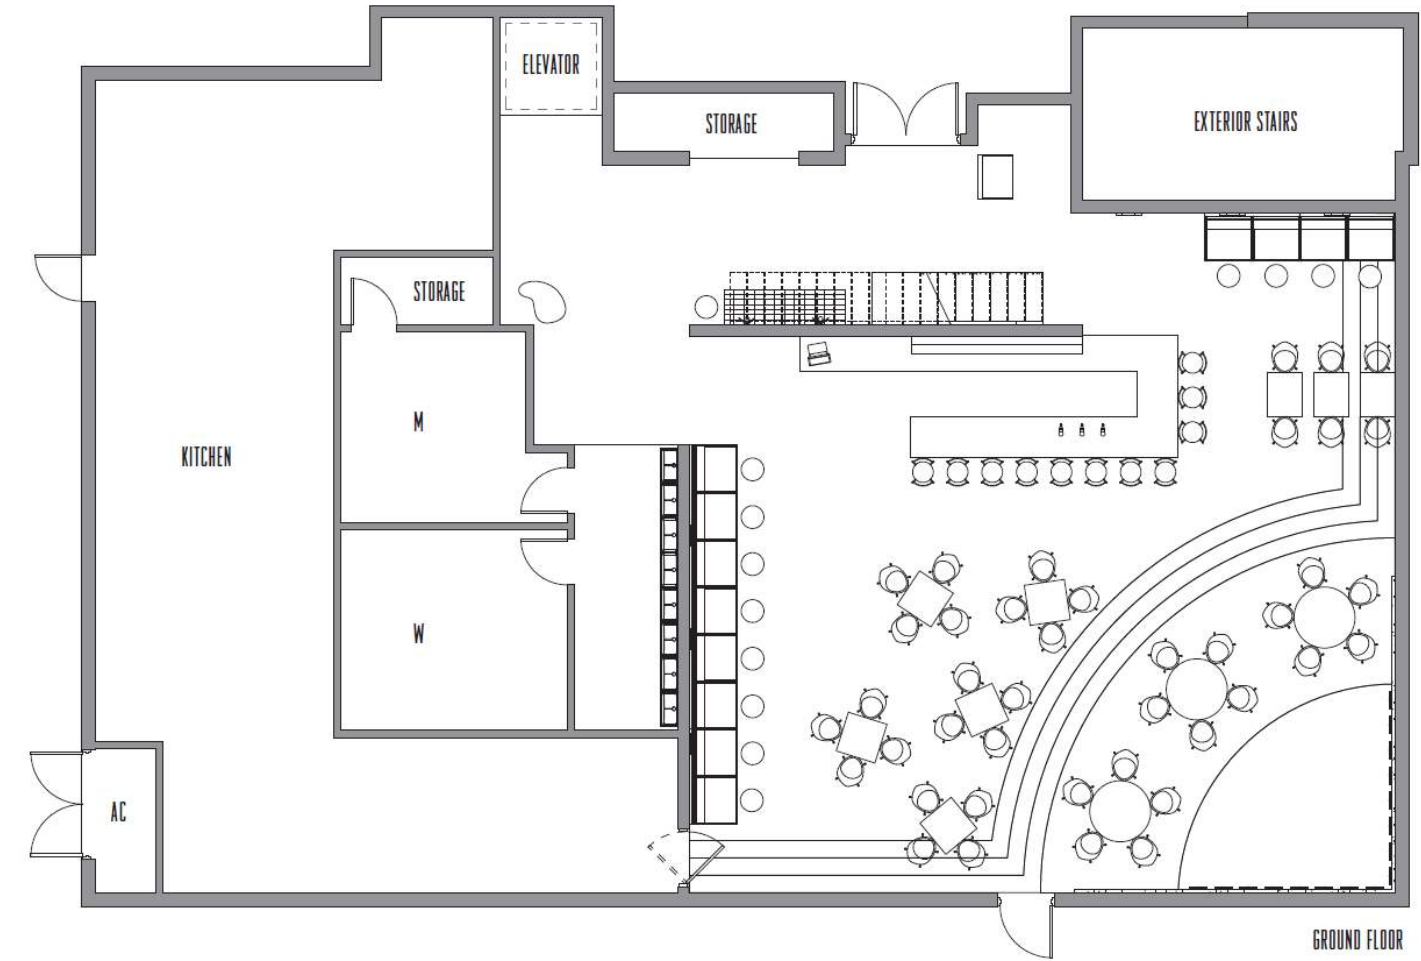 ELEVATOR
STORAGE
EXTERIOR STAIRS
STORAGE
M
KITCHEN
W
AC
GROUND FLOOR